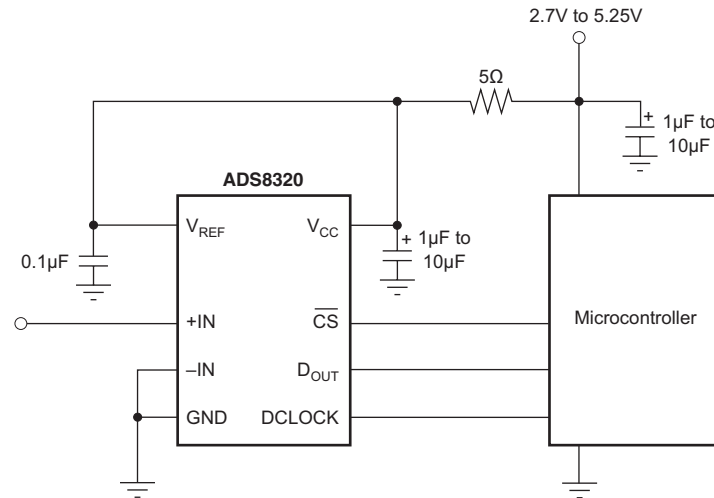 2.7V to 5.25V
5Ω
+ 1μF to
10μF
ADS8320
VREF
VCC
+ 1μF to
10μF
0.1μF
+IN
CS
Microcontroller
–IN
DOUT
GND
DCLOCK